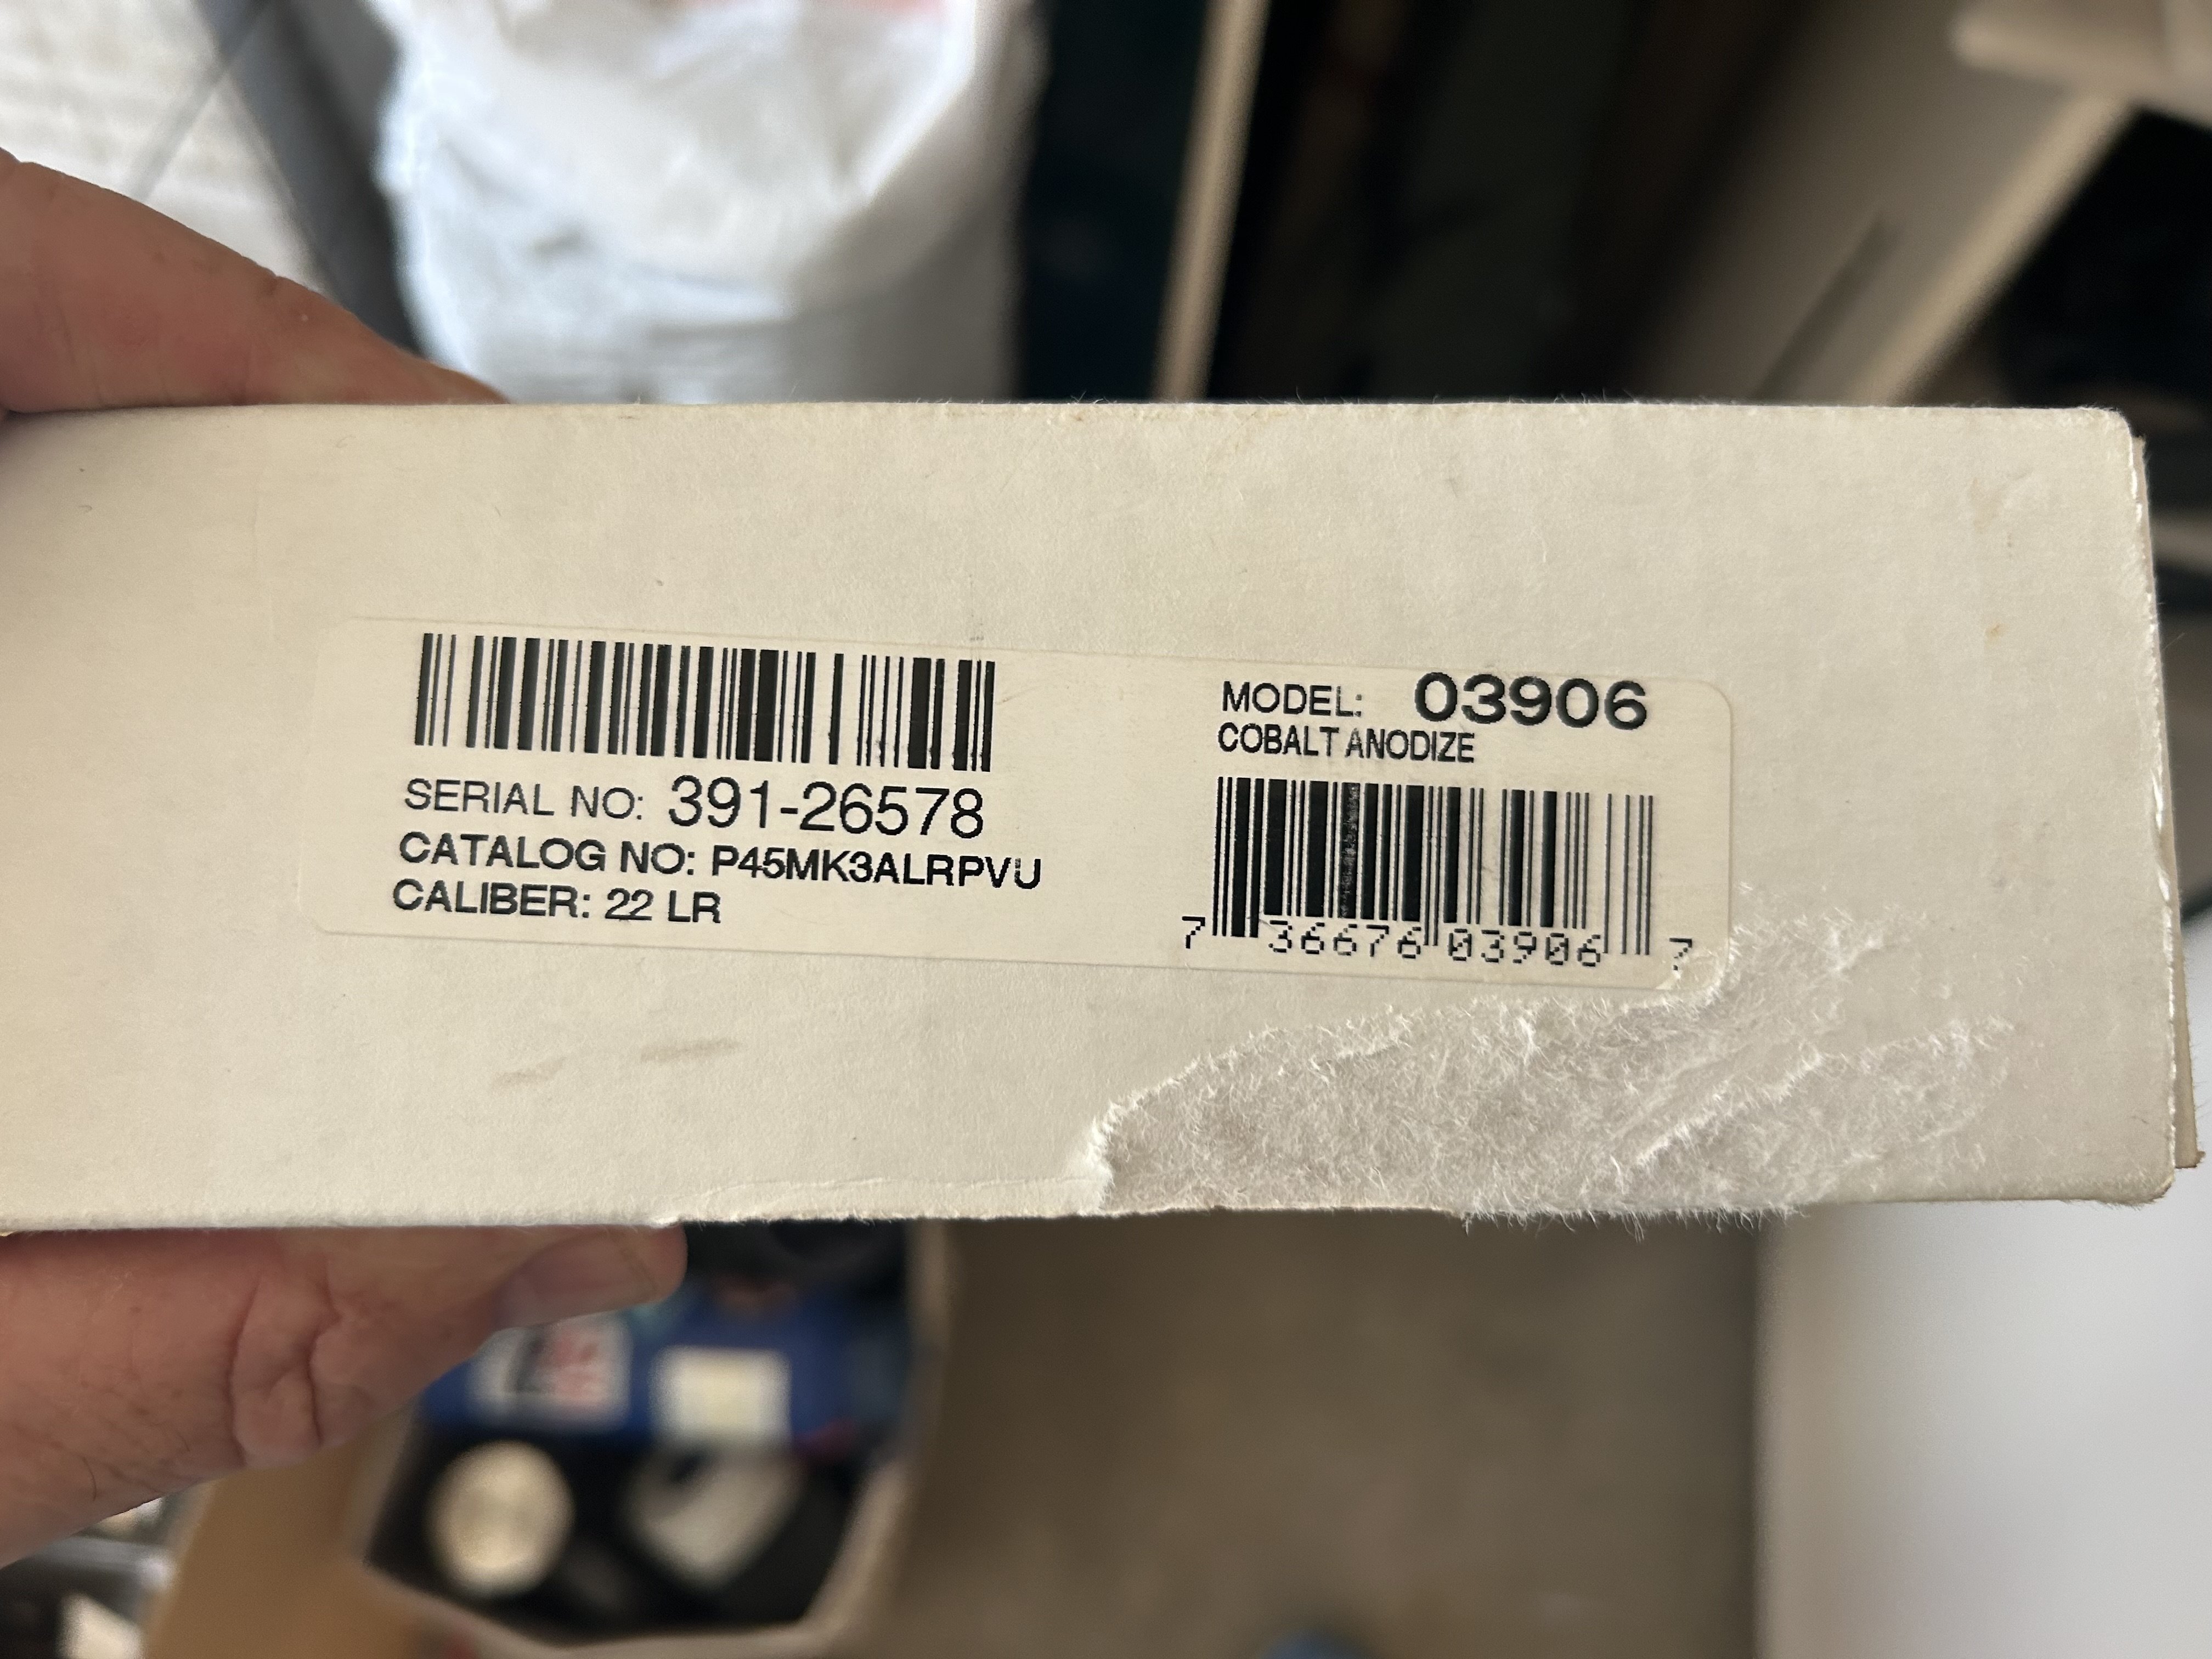 SERIAL NO: 391-26578
CATALOG NO: P45MK3ALRPVU
CALIBER: 22 LR
MODEL: 03906
COBALT ANODIZE
7 36676 03906 7